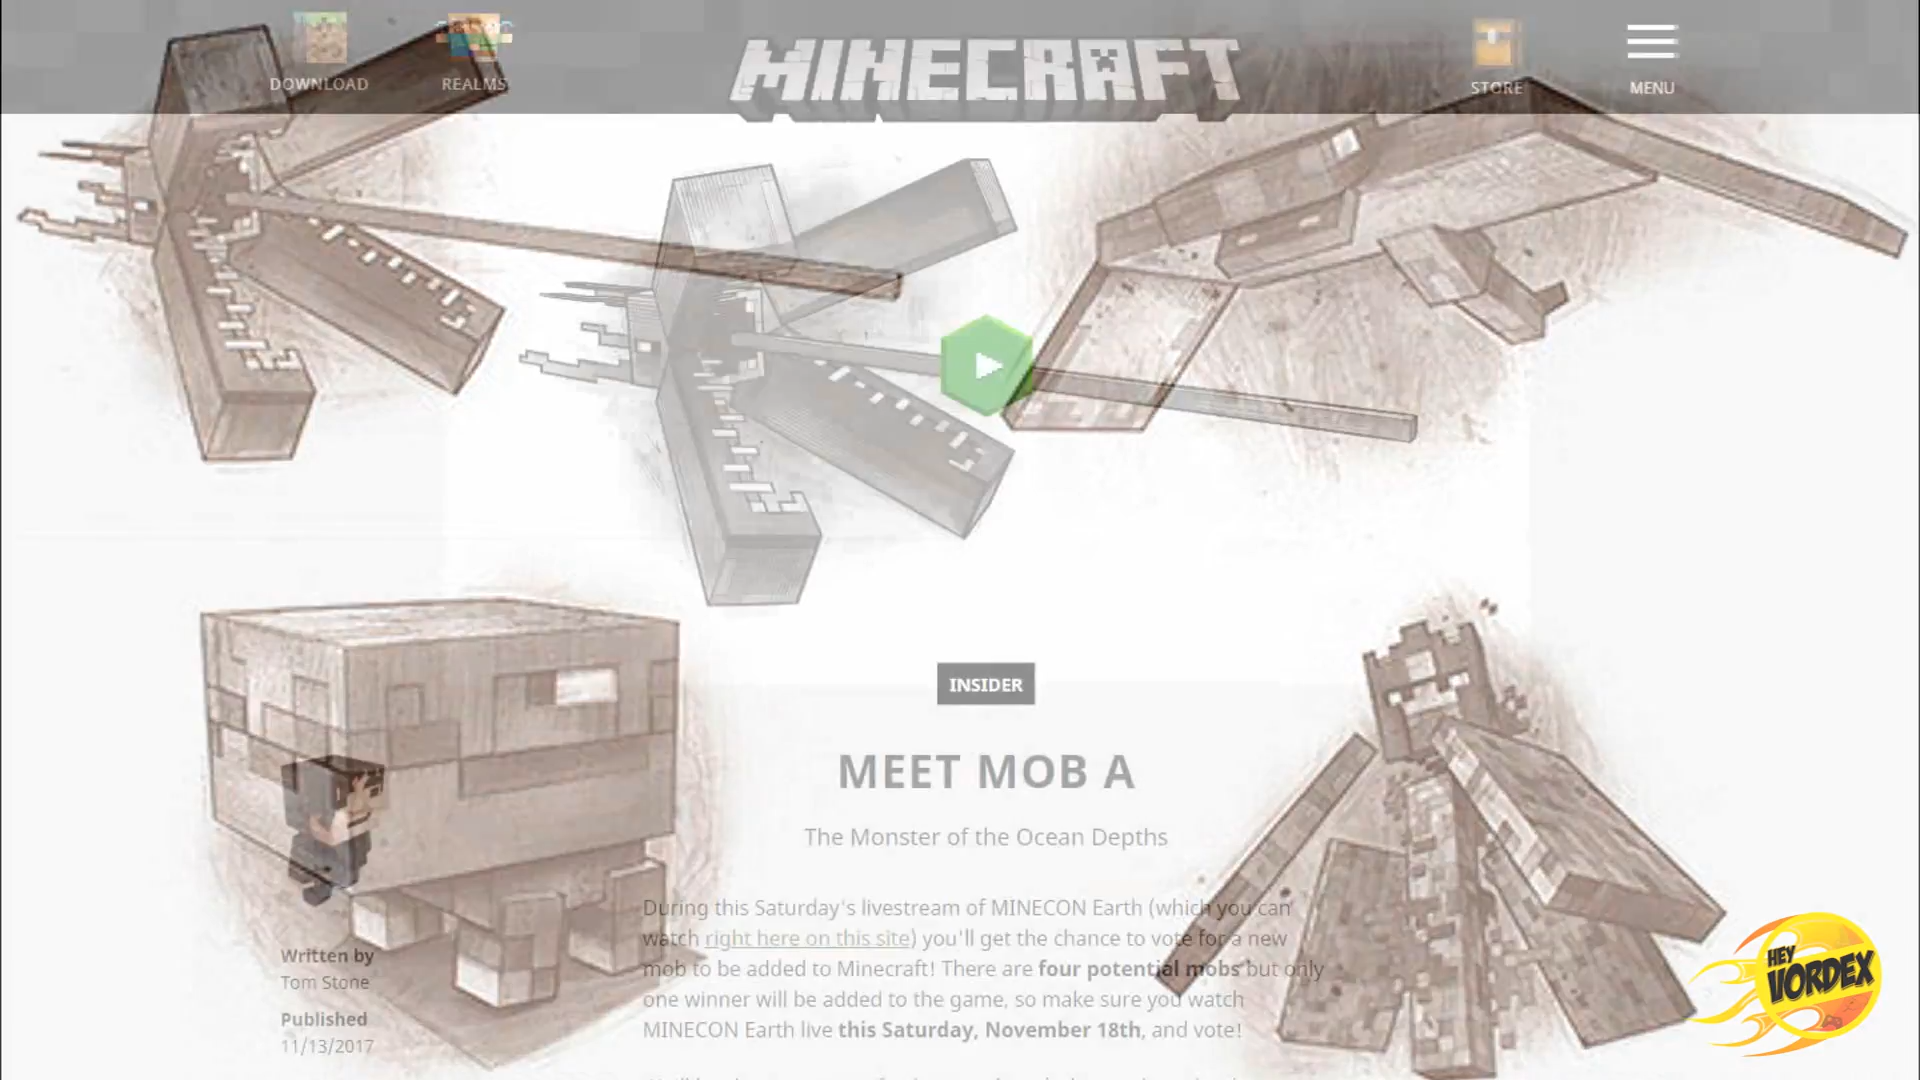 DOWNLOAD
REALMS
MINECRAFT
STORE
MENU
INSIDER
MEET MOB A
The Monster of the Ocean Depths
During this Saturday's livestream of MINECON Earth (which you can
watch right here on this site) you'll get the chance to vote for a new
mob to be added to Minecraft! There are four potential mobs but only
one winner will be added to the game, so make sure you watch
MINECON Earth live this Saturday, November 18th, and vote!
Written by
Tom Stone
Published
11/13/2017
HEY
VORDEX